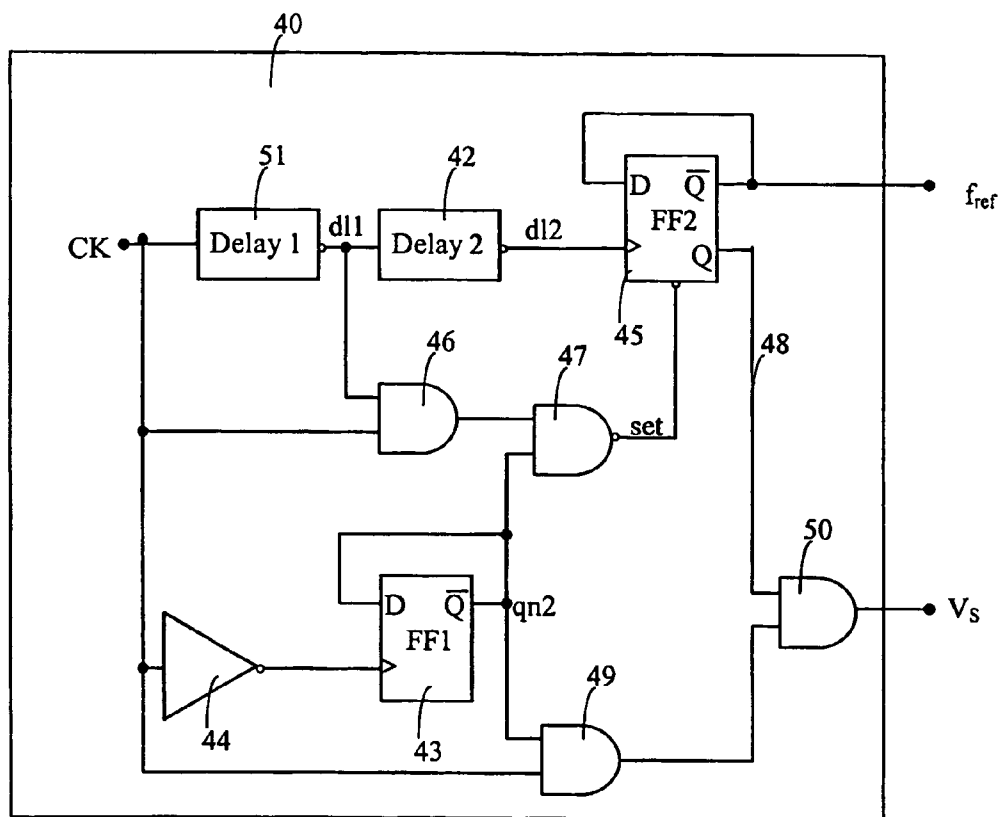 40
51
42
dl1
dl2
CK
Delay 1
Delay 2
D
Q̅
FF2
Q
f_ref
45
48
46
47
set
50
D
Q̅
FF1
qn2
V_S
44
43
49